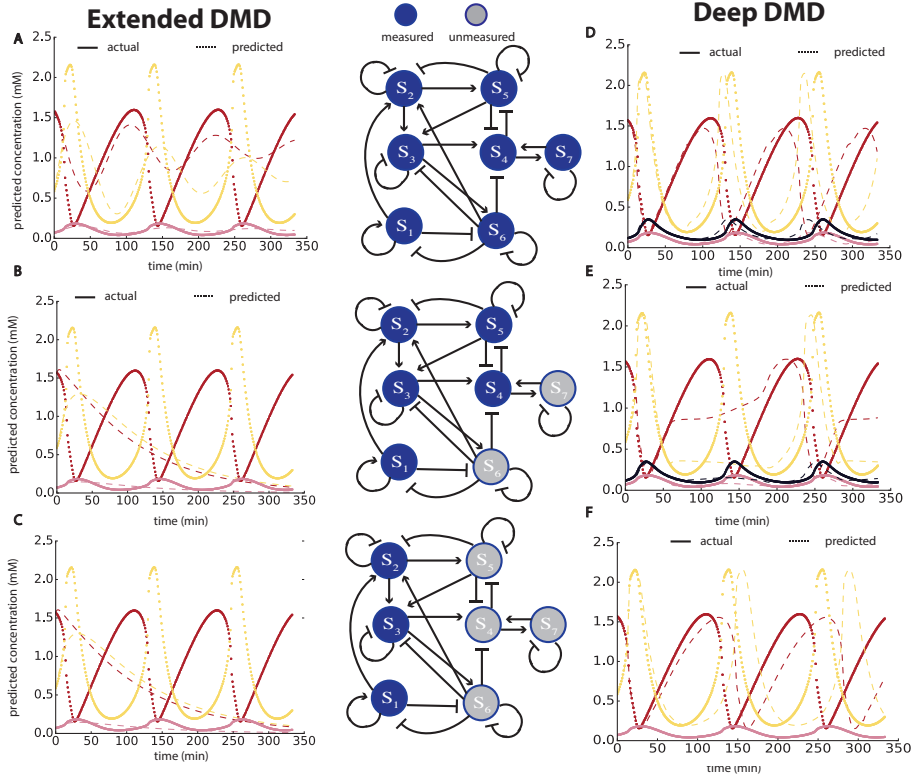 Extended DMD
Deep DMD
measured
unmeasured
A
actual
predicted
predicted concentration (mM)
2.5
2.0
1.5
1.0
0.5
0.0
0
50
100
150
200
250
300
350
time (min)
S2
S5
S3
S4
S7
S1
S6
D
actual
predicted
2.5
2.0
1.5
1.0
0.5
0.0
0
50
100
150
200
250
300
350
time (min)
B
actual
predicted
predicted concentration (mM)
2.5
2.0
1.5
1.0
0.5
0.0
0
50
100
150
200
250
300
350
time (min)
S2
S5
S3
S4
S7
S1
S6
E
actual
predicted
2.5
2.0
1.5
1.0
0.5
0.0
0
50
100
150
200
250
300
350
time (min)
C
actual
predicted
predicted concentration (mM)
2.5
2.0
1.5
1.0
0.5
0.0
0
50
100
150
200
250
300
350
time (min)
S2
S5
S3
S4
S7
S1
S6
F
actual
predicted
2.5
2.0
1.5
1.0
0.5
0.0
0
50
100
150
200
250
300
350
time (min)